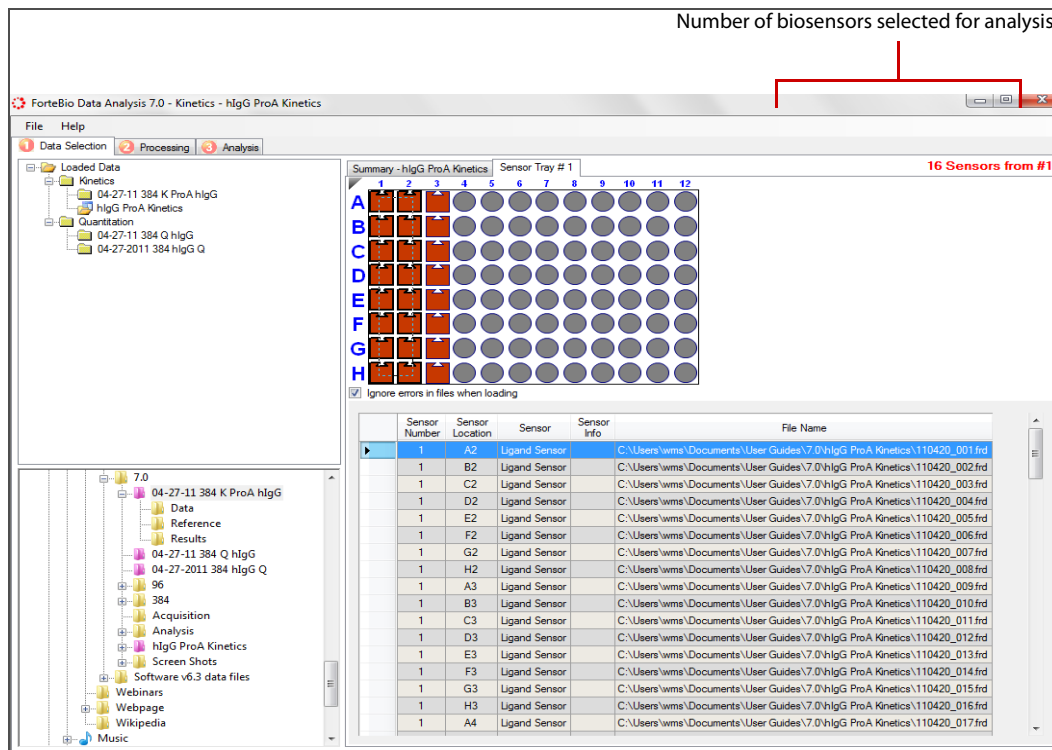 Number of biosensors selected for analysis
ForteBio Data Analysis 7.0 - Kinetics - hIgG ProA Kinetics
File Help
1 Data Selection 2 Processing 3 Analysis
Loaded Data
Kinetics
04-27-11 384 K ProA hIgG
hIgG ProA Kinetics
Quantitation
04-27-11 384 Q hIgG
04-27-2011 384 hIgG Q
7.0
04-27-11 384 K ProA hIgG
Data
Reference
Results
04-27-11 384 Q hIgG
04-27-2011 384 hIgG Q
96
384
Acquisition
Analysis
hIgG ProA Kinetics
Screen Shots
Software v6.3 data files
Webinars
Webpage
Wikipedia
Music
Summary - hIgG ProA Kinetics Sensor Tray # 1
16 Sensors from #1
1 2 3 4 5 6 7 8 9 10 11 12
A
B
C
D
E
F
G
H
Ignore errors in files when loading
Sensor Number Sensor Location Sensor Sensor Info File Name
1 A2 Ligand Sensor C:\Users\wms\Documents\User Guides\7.0\hIgG ProA Kinetics\110420_001.frd
1 B2 Ligand Sensor C:\Users\wms\Documents\User Guides\7.0\hIgG ProA Kinetics\110420_002.frd
1 C2 Ligand Sensor C:\Users\wms\Documents\User Guides\7.0\hIgG ProA Kinetics\110420_003.frd
1 D2 Ligand Sensor C:\Users\wms\Documents\User Guides\7.0\hIgG ProA Kinetics\110420_004.frd
1 E2 Ligand Sensor C:\Users\wms\Documents\User Guides\7.0\hIgG ProA Kinetics\110420_005.frd
1 F2 Ligand Sensor C:\Users\wms\Documents\User Guides\7.0\hIgG ProA Kinetics\110420_006.frd
1 G2 Ligand Sensor C:\Users\wms\Documents\User Guides\7.0\hIgG ProA Kinetics\110420_007.frd
1 H2 Ligand Sensor C:\Users\wms\Documents\User Guides\7.0\hIgG ProA Kinetics\110420_008.frd
1 A3 Ligand Sensor C:\Users\wms\Documents\User Guides\7.0\hIgG ProA Kinetics\110420_009.frd
1 B3 Ligand Sensor C:\Users\wms\Documents\User Guides\7.0\hIgG ProA Kinetics\110420_010.frd
1 C3 Ligand Sensor C:\Users\wms\Documents\User Guides\7.0\hIgG ProA Kinetics\110420_011.frd
1 D3 Ligand Sensor C:\Users\wms\Documents\User Guides\7.0\hIgG ProA Kinetics\110420_012.frd
1 E3 Ligand Sensor C:\Users\wms\Documents\User Guides\7.0\hIgG ProA Kinetics\110420_013.frd
1 F3 Ligand Sensor C:\Users\wms\Documents\User Guides\7.0\hIgG ProA Kinetics\110420_014.frd
1 G3 Ligand Sensor C:\Users\wms\Documents\User Guides\7.0\hIgG ProA Kinetics\110420_015.frd
1 H3 Ligand Sensor C:\Users\wms\Documents\User Guides\7.0\hIgG ProA Kinetics\110420_016.frd
1 A4 Ligand Sensor C:\Users\wms\Documents\User Guides\7.0\hIgG ProA Kinetics\110420_017.frd